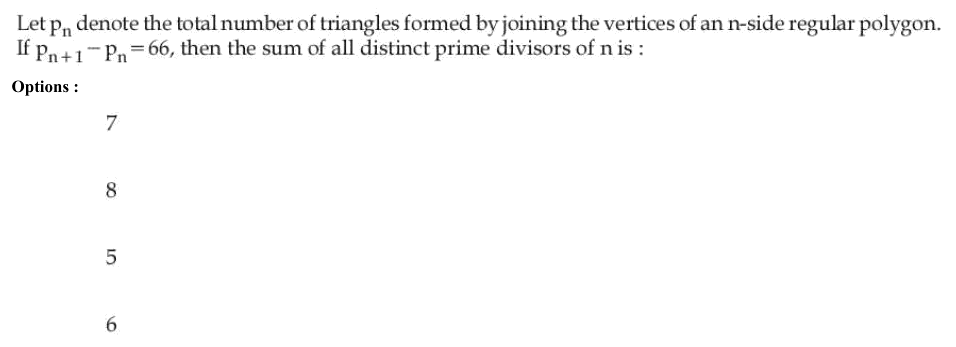 Let pₙ denote the total number of triangles formed by joining the vertices of an n-side regular polygon.
If pₙ₊₁−pₙ=66, then the sum of all distinct prime divisors of n is :
Options :
7
8
5
6